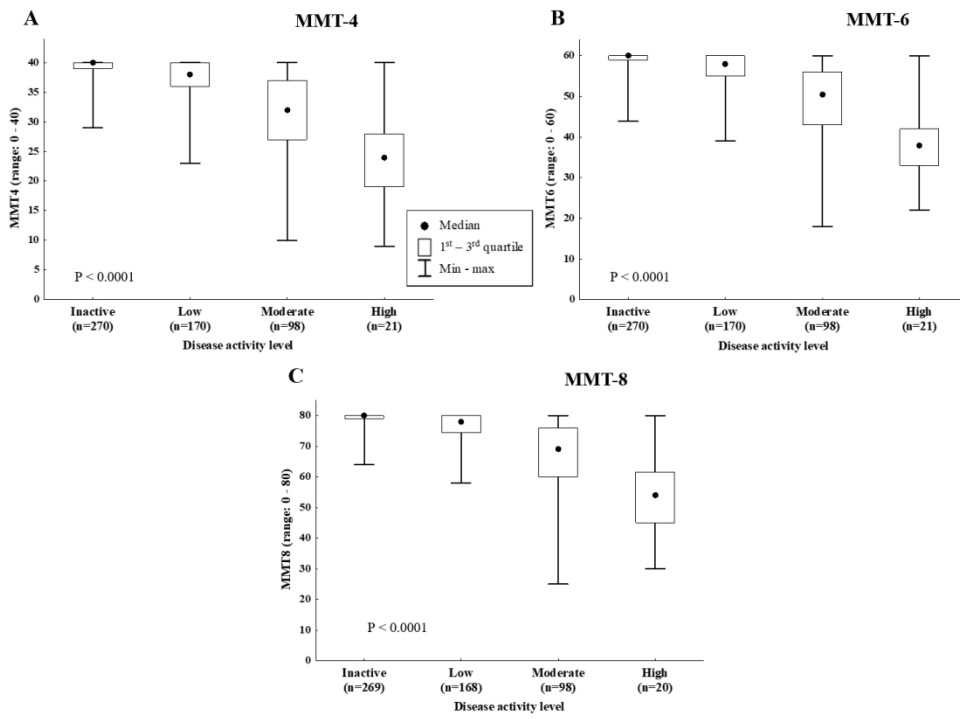 A
MMT-4
MMT4 (range: 0 - 40)
40
35
30
25
20
15
10
5
0
P < 0.0001
Inactive
(n=270)
Low
(n=170)
Moderate
(n=98)
High
(n=21)
Disease activity level
Median
1st – 3rd quartile
Min - max
B
MMT-6
MMT6 (range: 0 - 60)
60
50
40
30
20
10
0
P < 0.0001
Inactive
(n=270)
Low
(n=170)
Moderate
(n=98)
High
(n=21)
Disease activity level
C
MMT-8
MMT8 (range: 0 - 80)
80
70
60
50
40
30
20
10
0
P < 0.0001
Inactive
(n=269)
Low
(n=168)
Moderate
(n=98)
High
(n=20)
Disease activity level